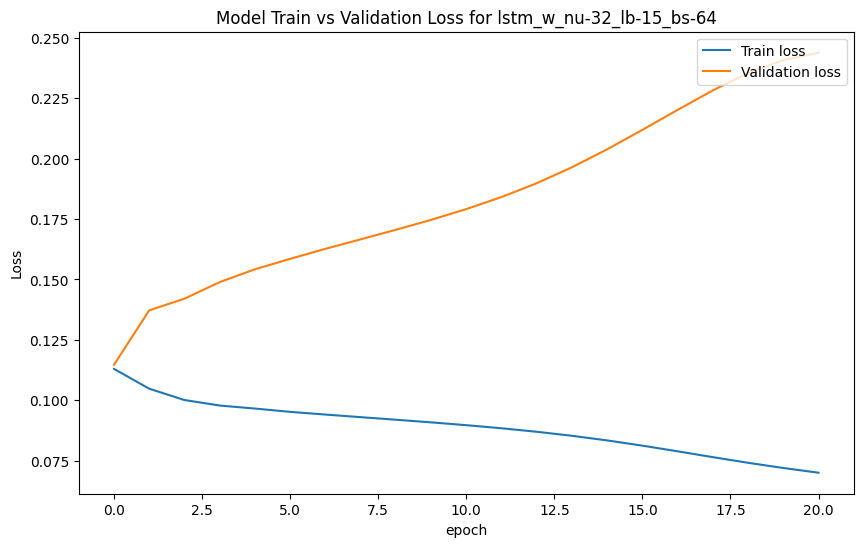 Model Train vs Validation Loss for lstm_w_nu-32_lb-15_bs-64
Train loss
Validation loss
Loss
0.250
0.225
0.200
0.175
0.150
0.125
0.100
0.075
0.0 2.5 5.0 7.5 10.0 12.5 15.0 17.5 20.0
epoch